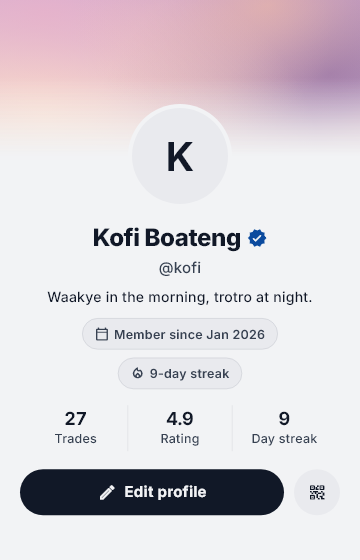 K
Kofi Boateng
@kofi
Waakye in the morning, trotro at night.
Member since Jan 2026
9-day streak
27 4.9 9
Trades Rating Day streak
Edit profile